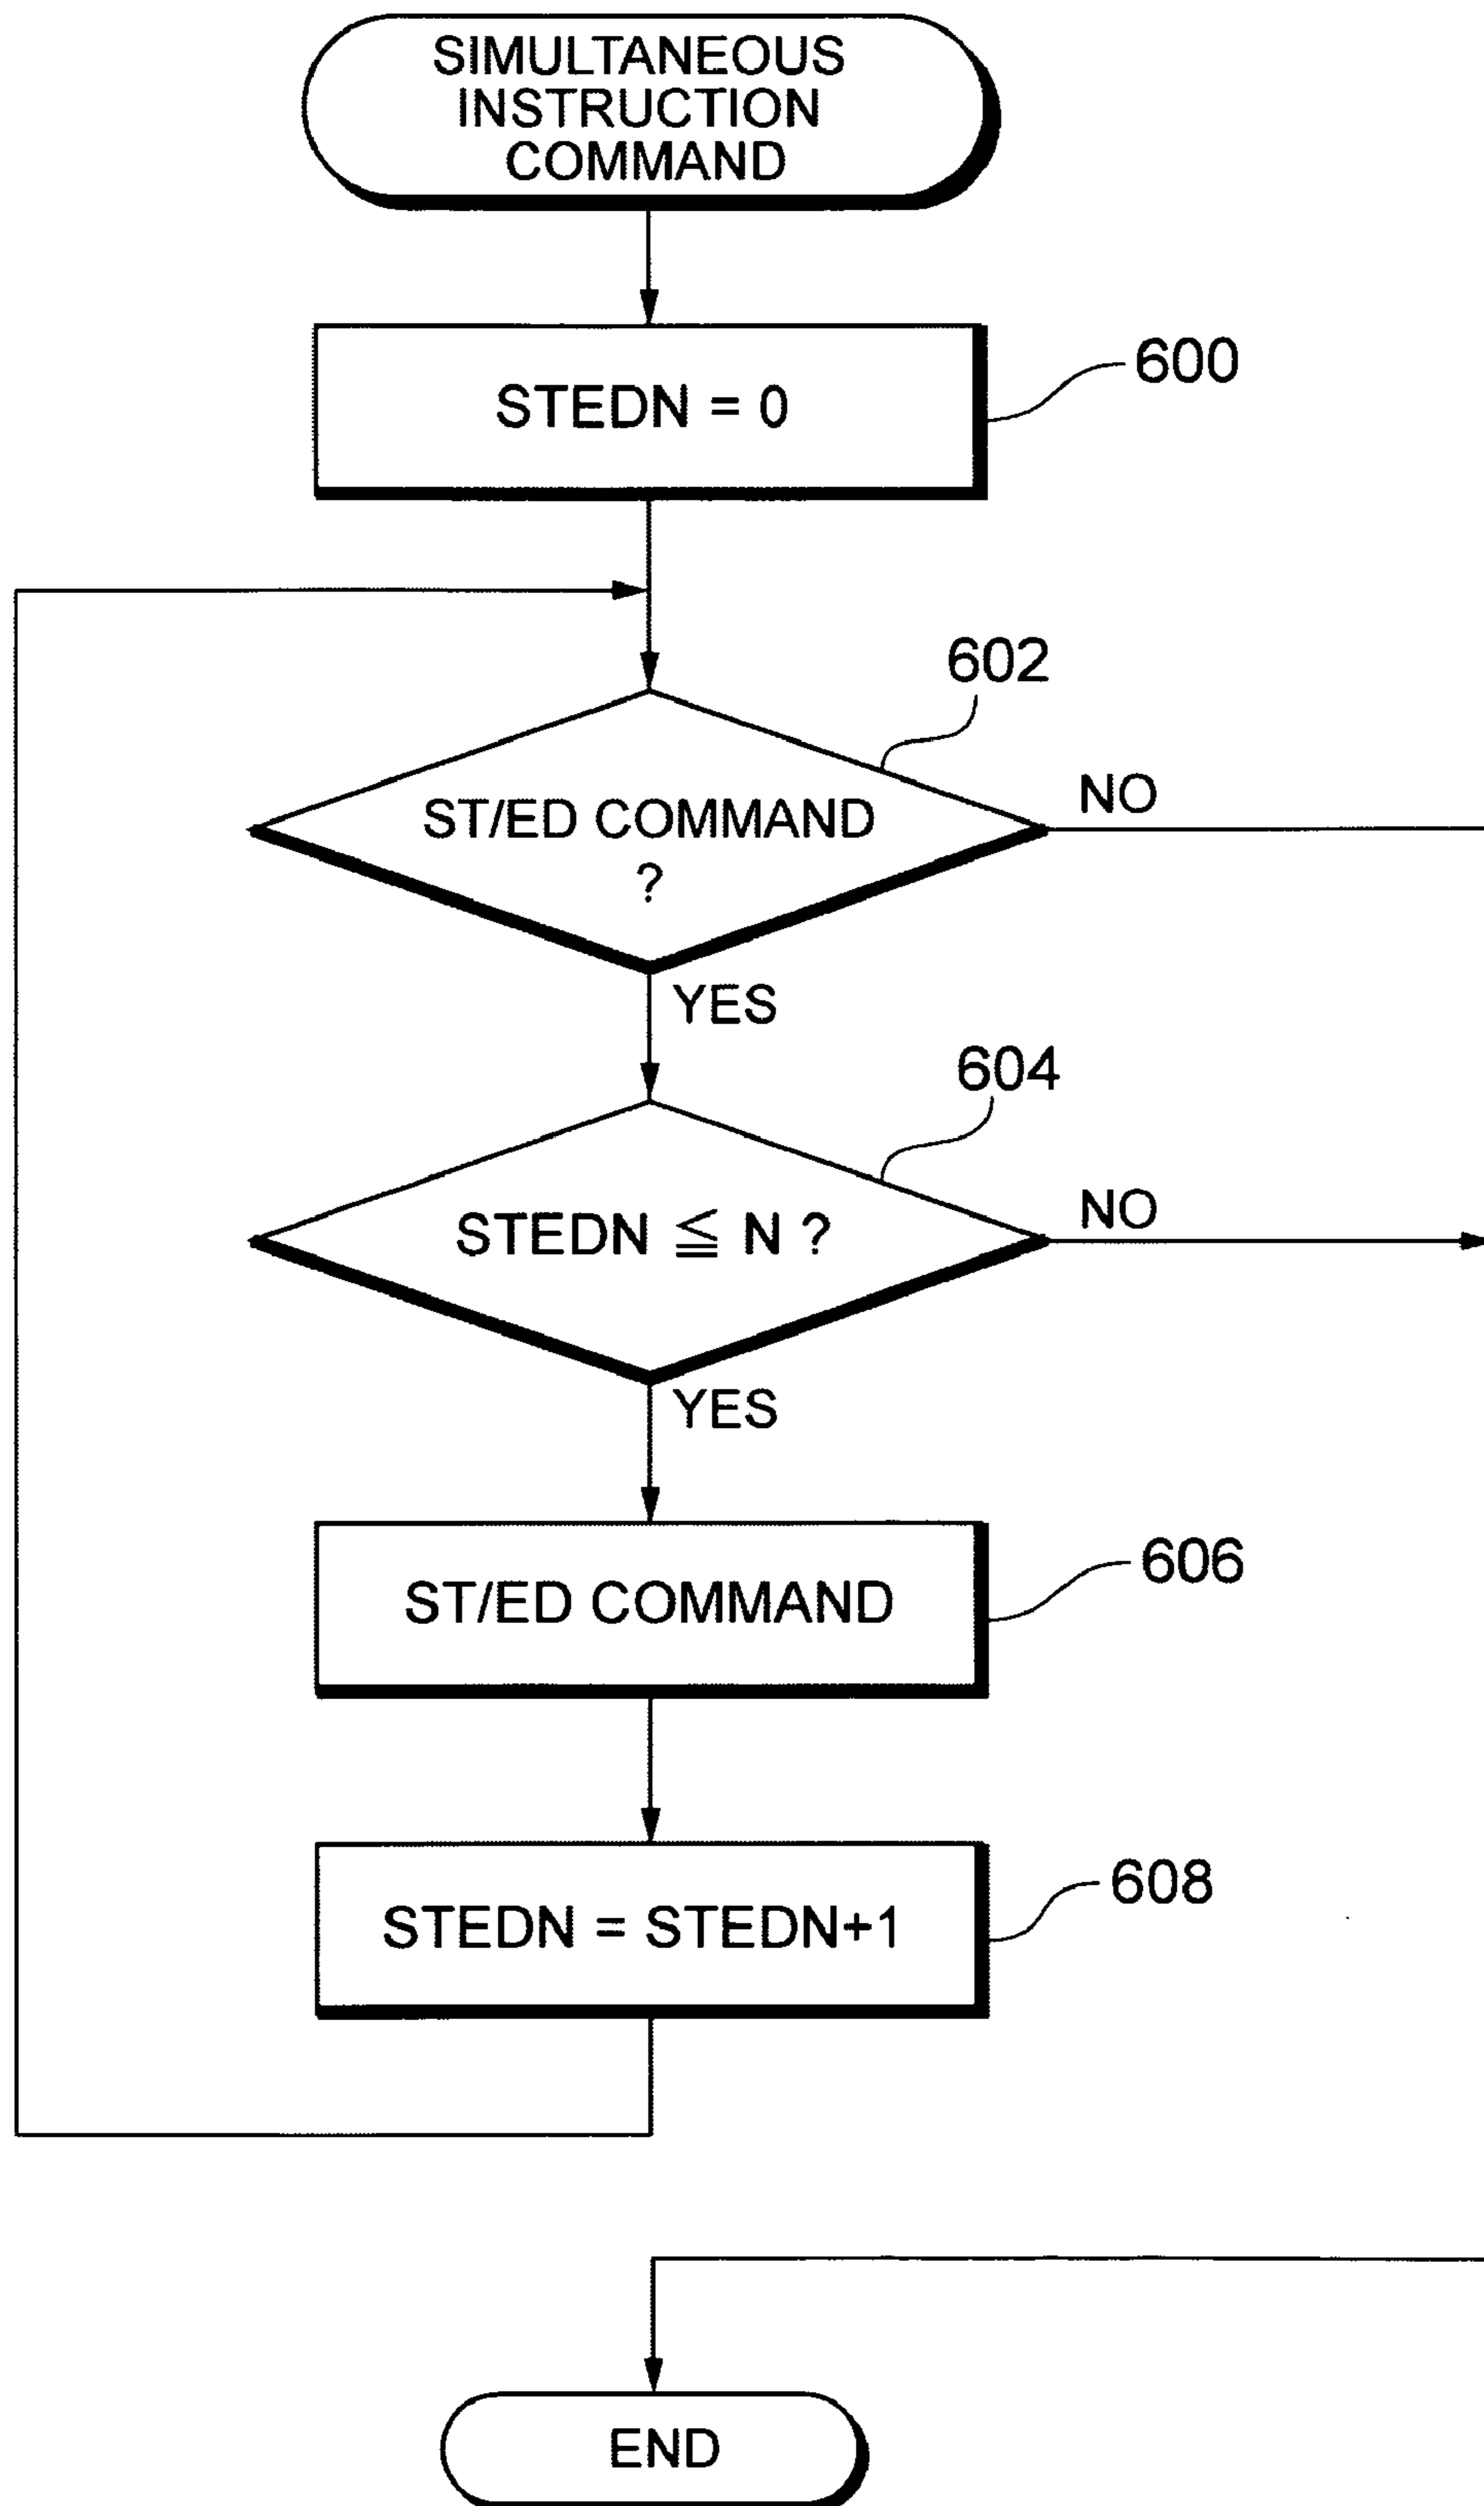 SIMULTANEOUS
INSTRUCTION
COMMAND
STEDN = 0
600
602
ST/ED COMMAND
?
NO
YES
604
STEDN ≦ N ?
NO
YES
ST/ED COMMAND
606
STEDN = STEDN+1
608
END